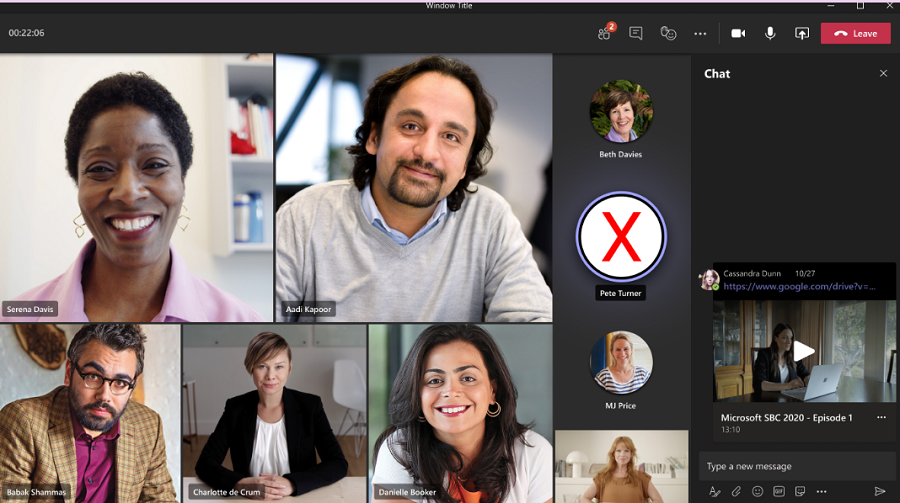 Window Title
00:22:06
2
Leave
Chat
Serena Davis
Aadi Kapoor
Beth Davies
X
Pete Turner
MJ Price
Babak Shammas
Charlotte de Crum
Danielle Booker
Cassandra Dunn 10/27
https://www.google.com/drive?v=...
Microsoft SBC 2020 - Episode 1
13:10
Type a new message
GIF